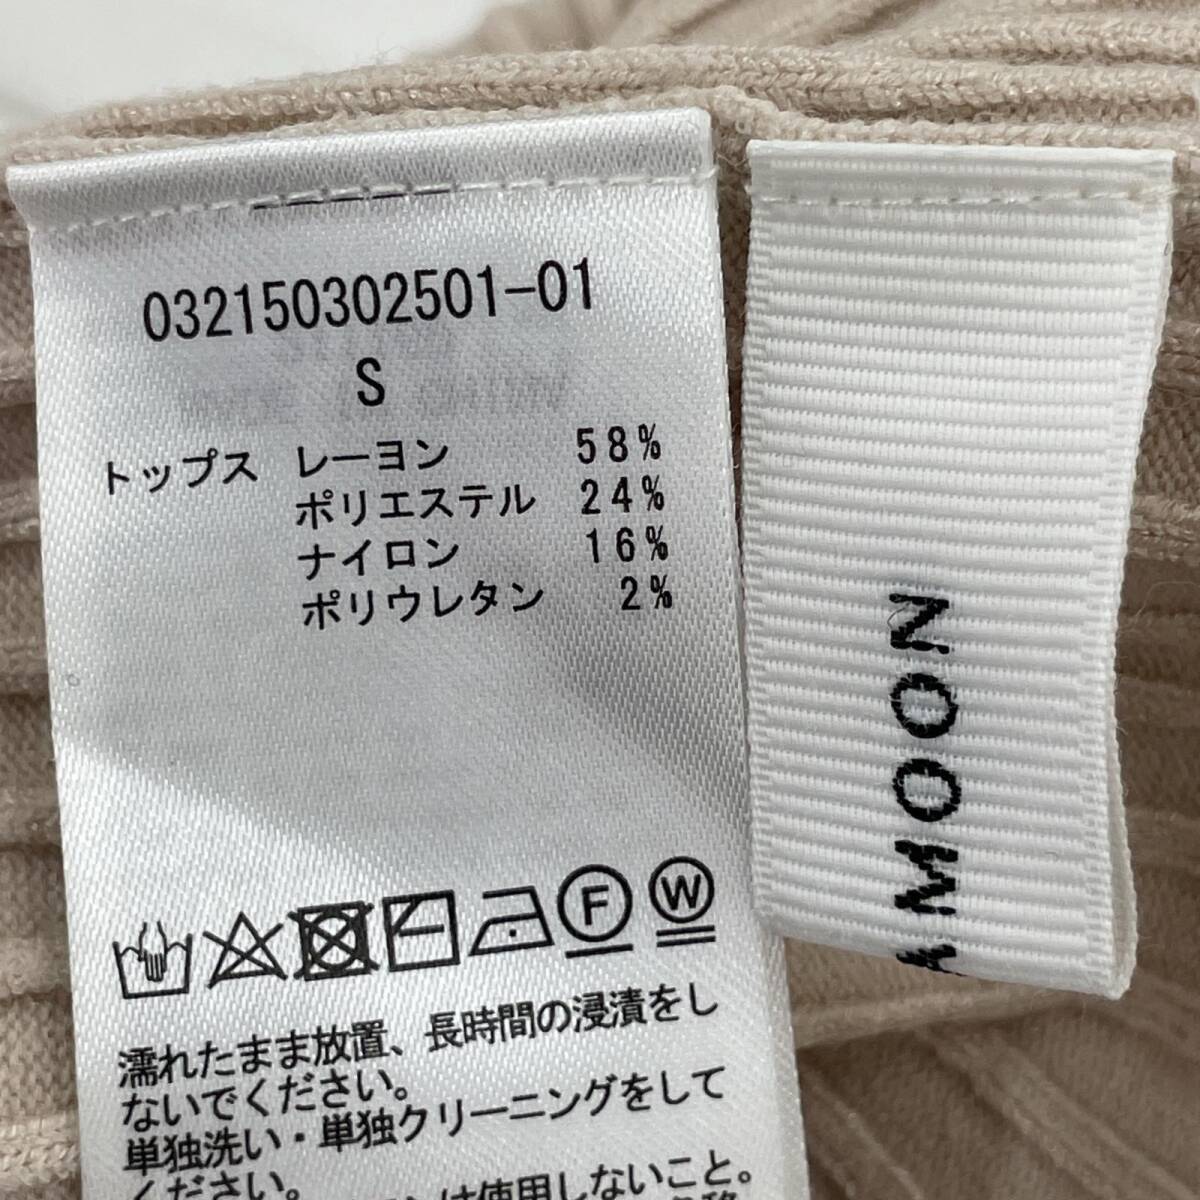 032150302501-01
S
トップス レーヨン 58%
ポリエステル 24%
ナイロン 16%
ポリウレタン 2%
F W
濡れたまま放置、長時間の浸漬をし
ないでください。
単独洗い・単独クリーニングをして
ください。
は使用しないこと。
AMOON